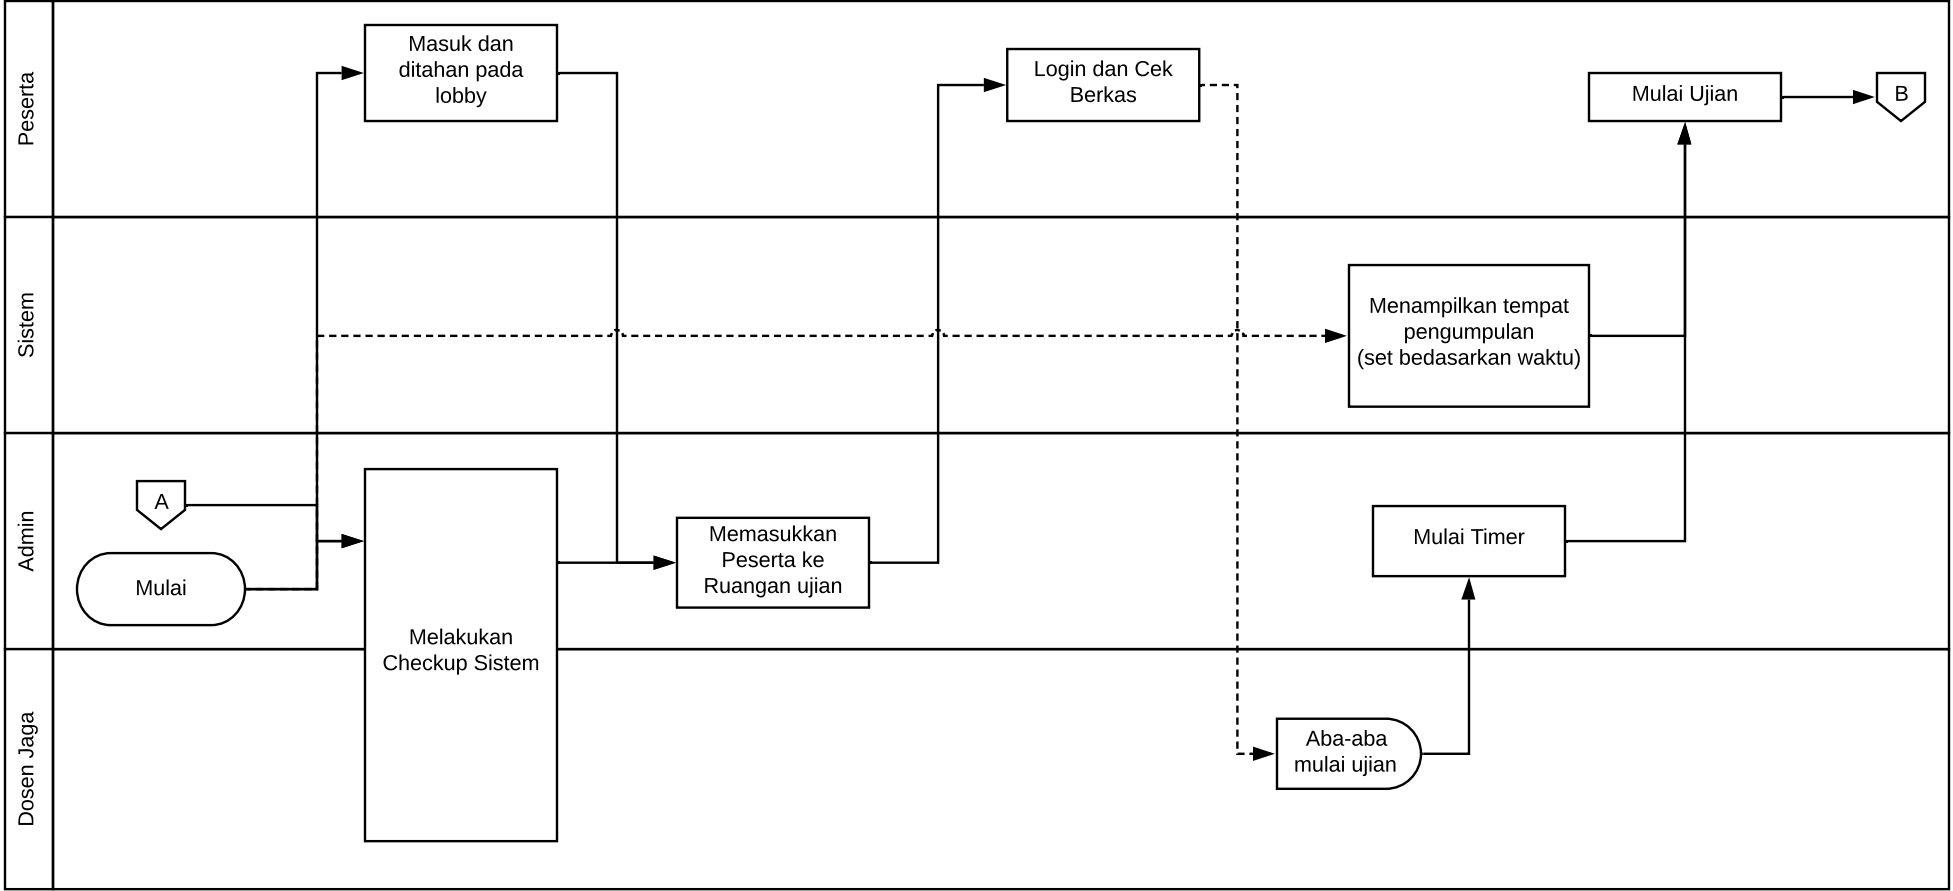 Peserta
Masuk dan
ditahan pada
lobby
Login dan Cek
Berkas
Mulai Ujian
B
Sistem
Menampilkan tempat
pengumpulan
(set bedasarkan waktu)
Admin
A
Mulai
Memasukkan
Peserta ke
Ruangan ujian
Mulai Timer
Melakukan
Checkup Sistem
Dosen Jaga
Aba-aba
mulai ujian